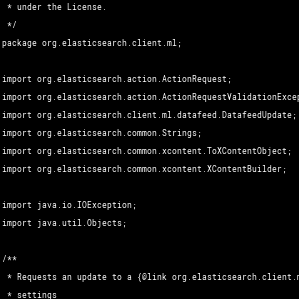 * under the License.
 */
package org.elasticsearch.client.ml;

import org.elasticsearch.action.ActionRequest;
import org.elasticsearch.action.ActionRequestValidationExcep
import org.elasticsearch.client.ml.datafeed.DatafeedUpdate;
import org.elasticsearch.common.Strings;
import org.elasticsearch.common.xcontent.ToXContentObject;
import org.elasticsearch.common.xcontent.XContentBuilder;

import java.io.IOException;
import java.util.Objects;

/**
 * Requests an update to a {@link org.elasticsearch.client.m
 * settings